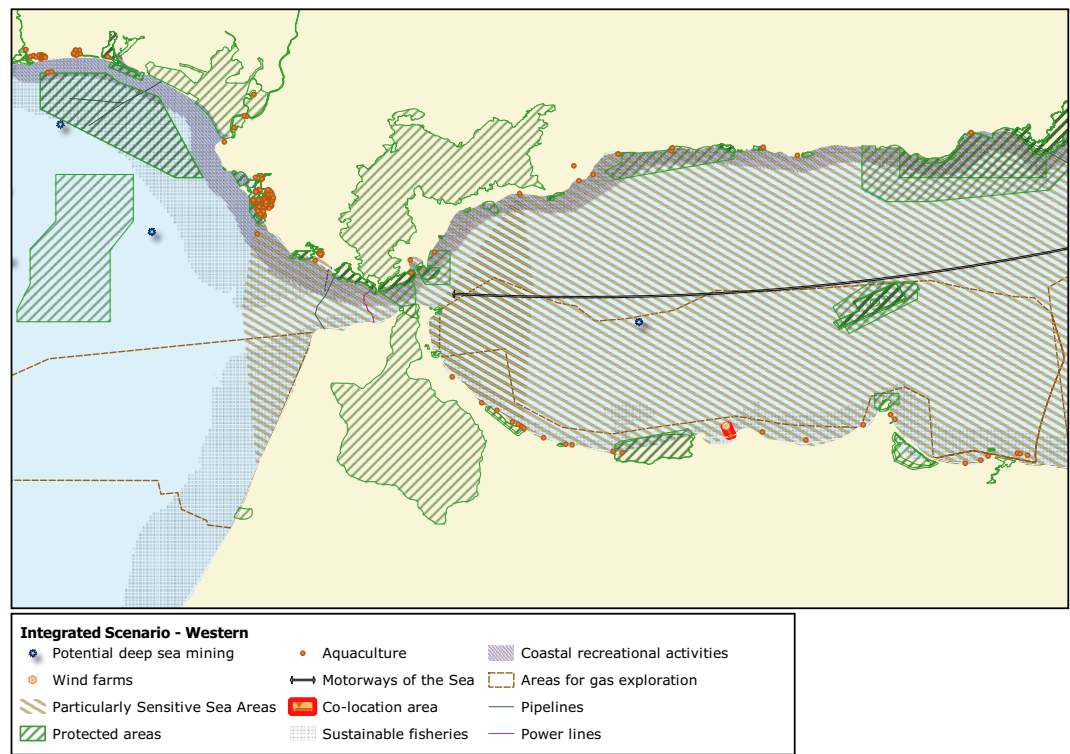 Integrated Scenario - Western
Potential deep sea mining
Aquaculture
Coastal recreational activities
Wind farms
Motorways of the Sea
Areas for gas exploration
Particularly Sensitive Sea Areas
Co-location area
Pipelines
Protected areas
Sustainable fisheries
Power lines